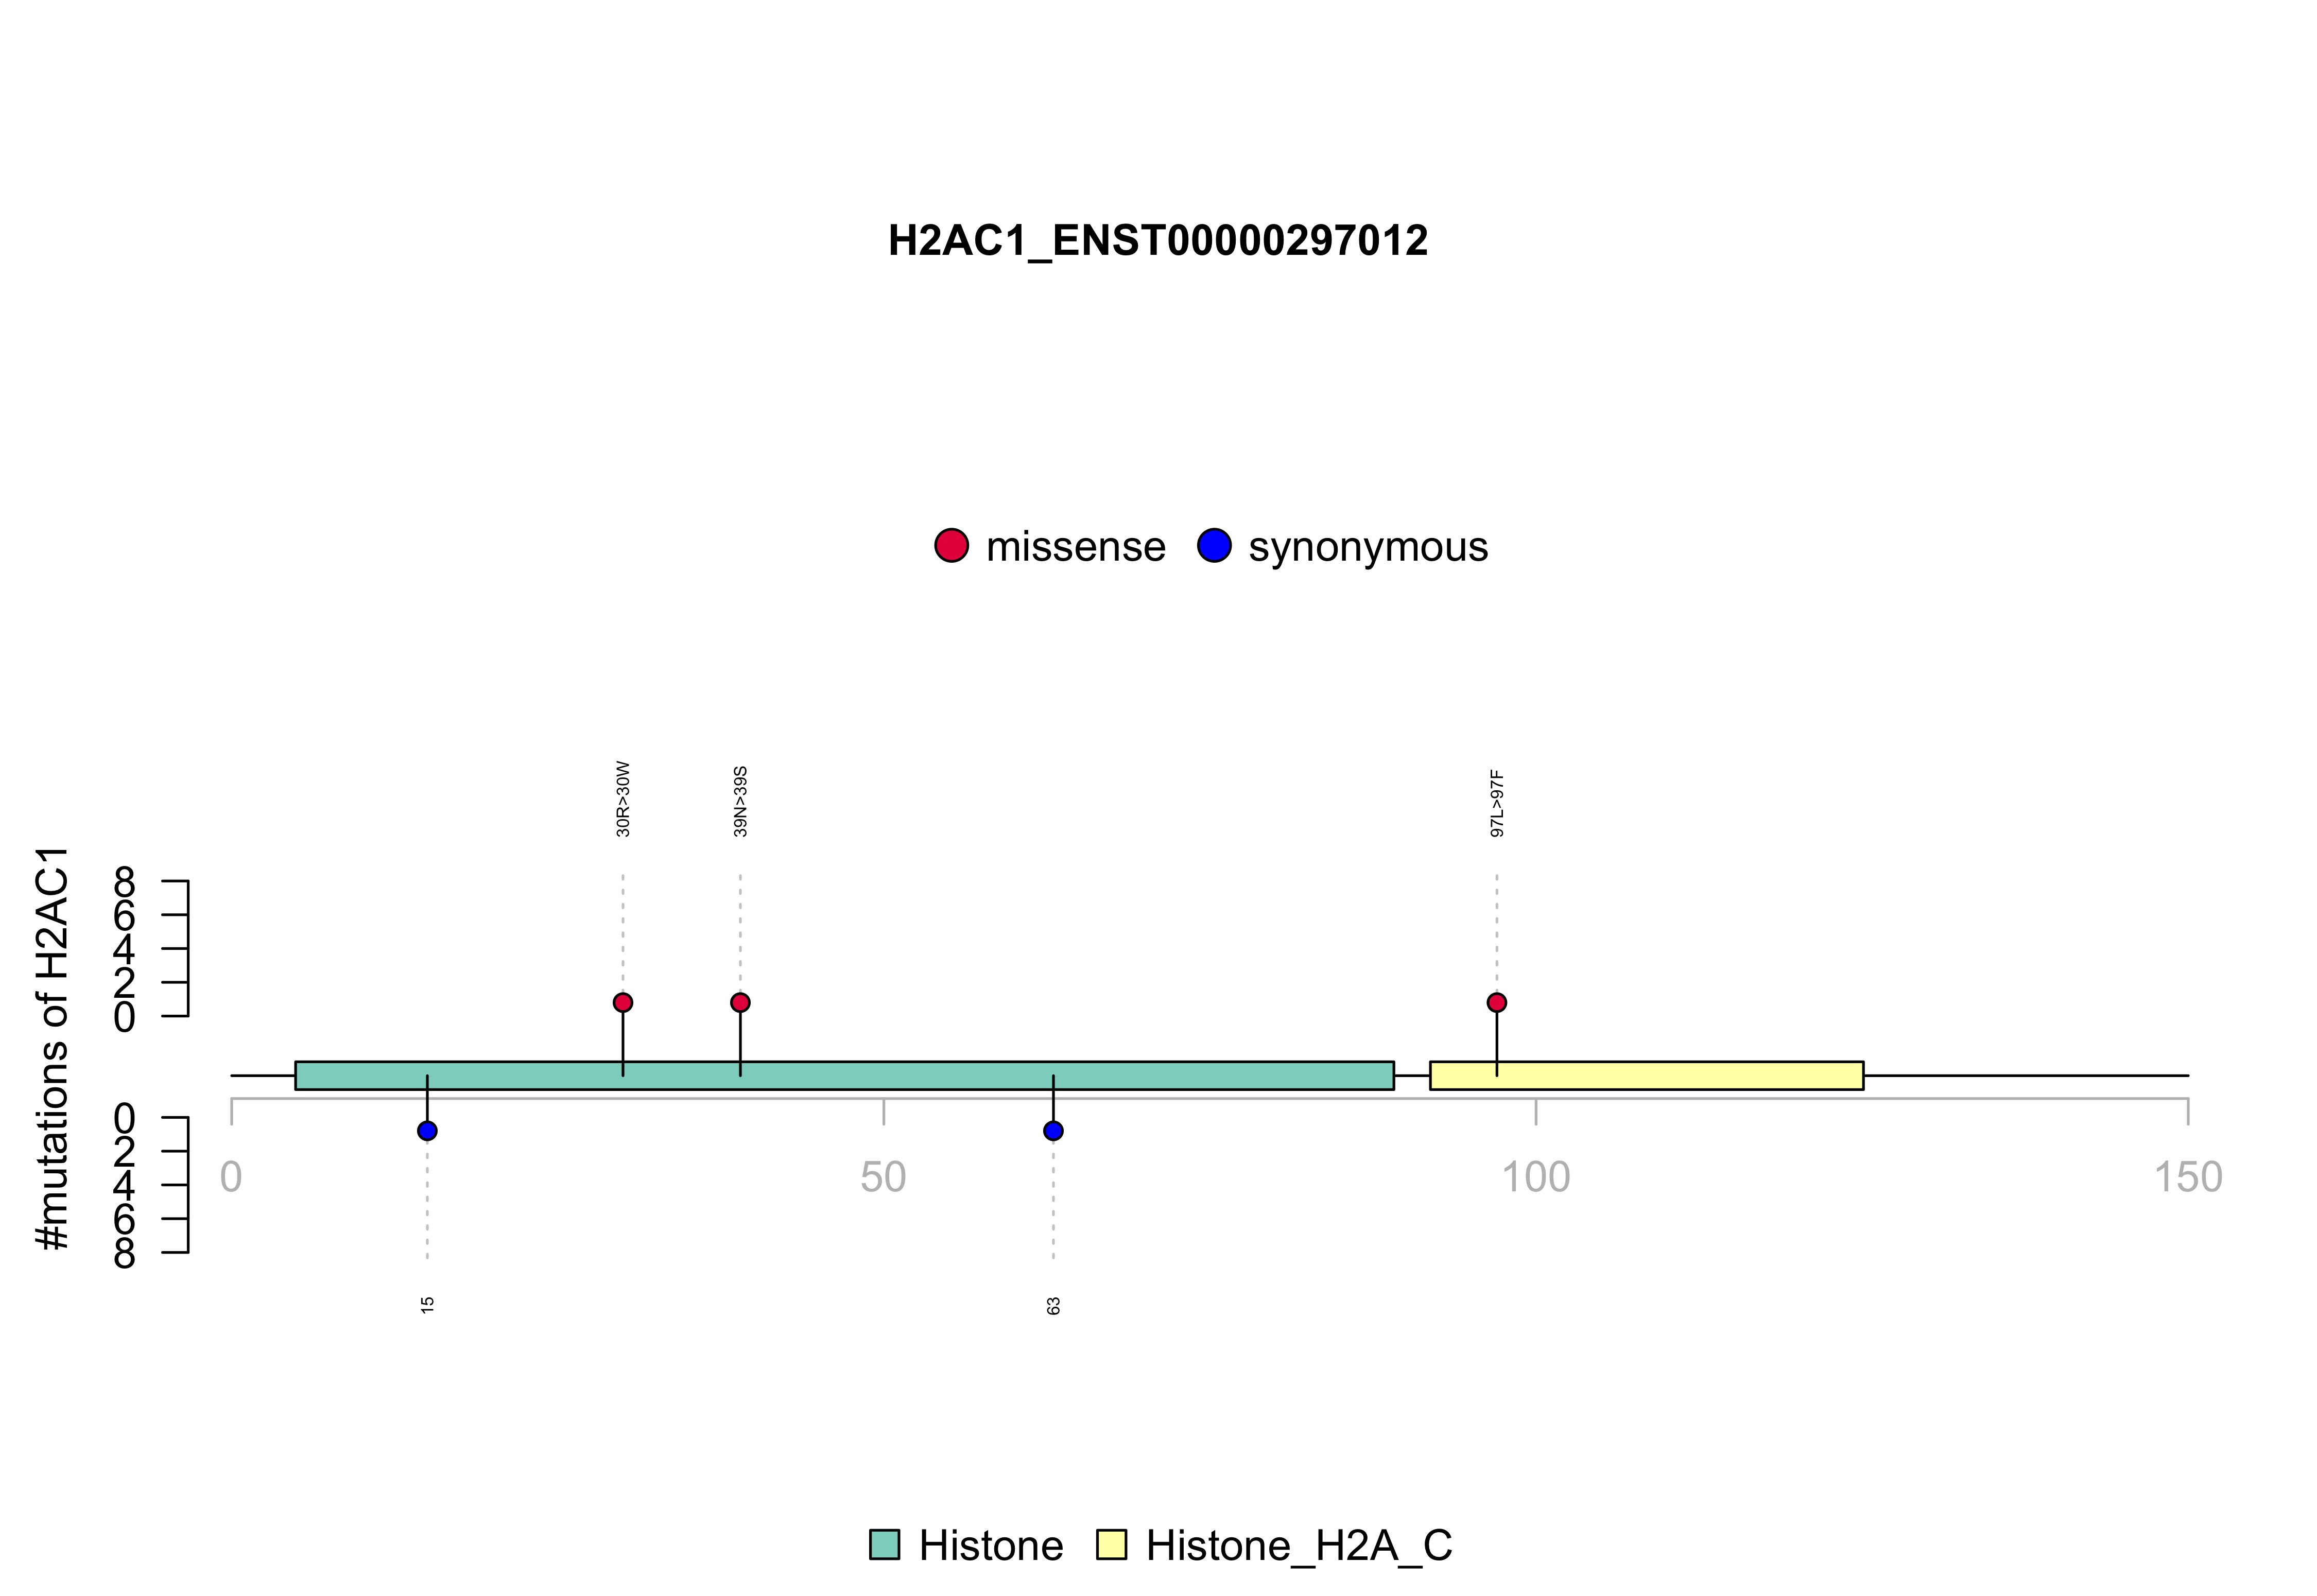 H2AC1_ENST00000297012
missense synonymous
30R>30W 39N>39S 97L>97F
#mutations of H2AC1
8
6
4
2
0
0
2
4
6
8
0 50 100 150
15 63
Histone Histone_H2A_C